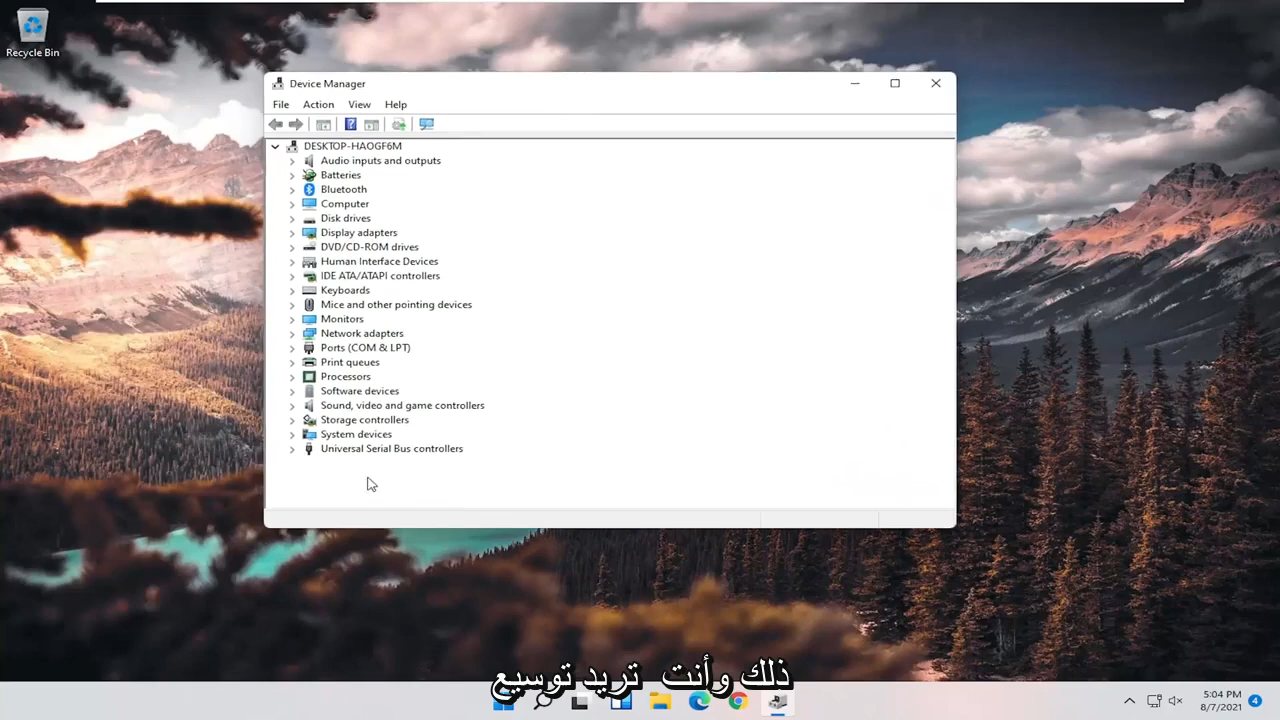 Recycle Bin
Device Manager
File Action View Help
DESKTOP-HAOGF6M
Audio inputs and outputs
Batteries
Bluetooth
Computer
Disk drives
Display adapters
DVD/CD-ROM drives
Human Interface Devices
IDE ATA/ATAPI controllers
Keyboards
Mice and other pointing devices
Monitors
Network adapters
Ports (COM & LPT)
Print queues
Processors
Software devices
Sound, video and game controllers
Storage controllers
System devices
Universal Serial Bus controllers
ذلك وأنت تريد توسيع
5:04 PM
8/7/2021
4